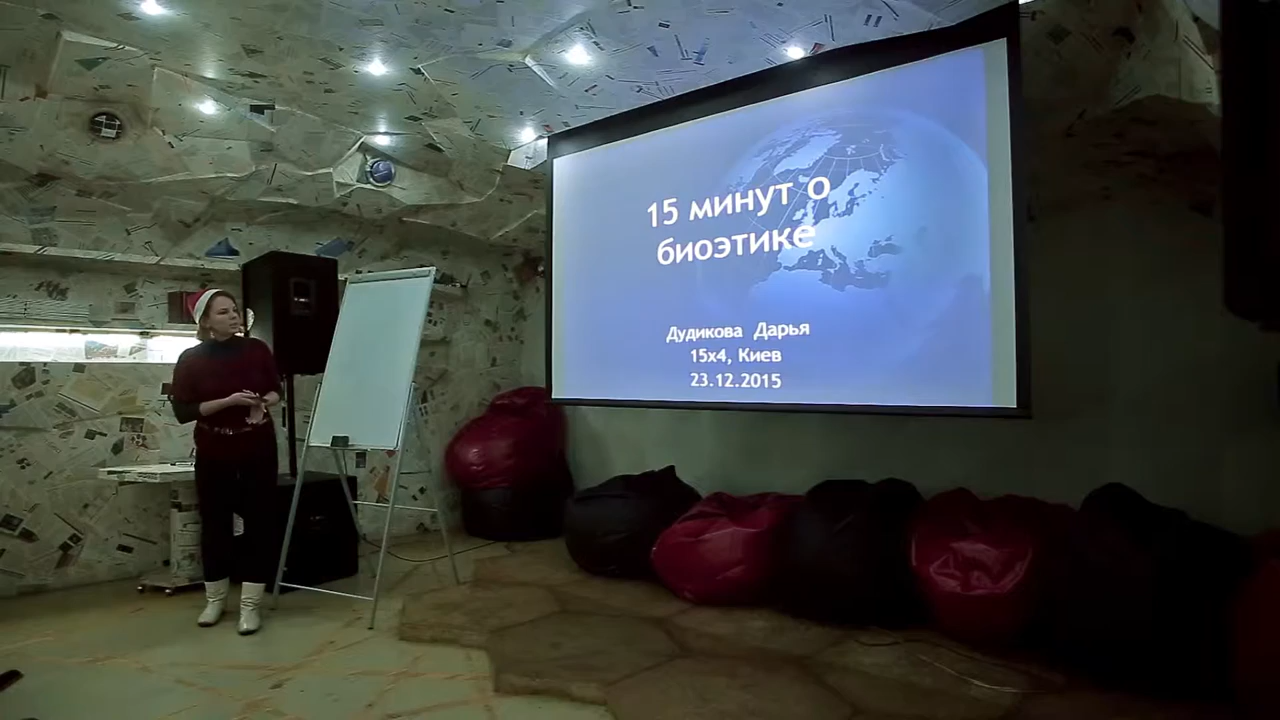 15 минут о
биоэтике
Дудикова Дарья
15x4, Киев
23.12.2015